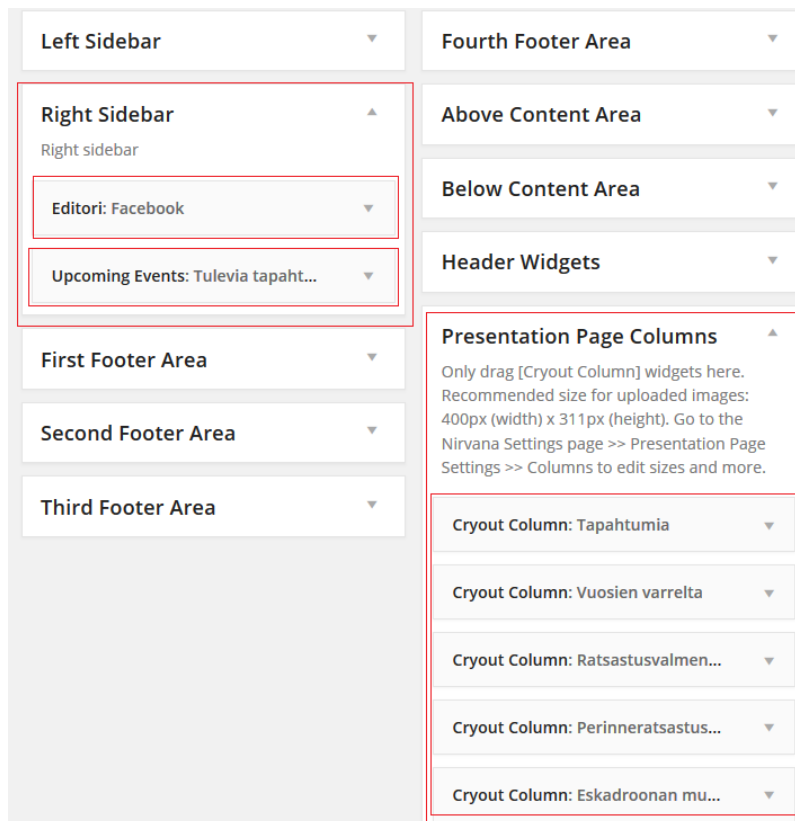 Left Sidebar
Right Sidebar
Right sidebar
Editori: Facebook
Upcoming Events: Tulevia tapaht...
First Footer Area
Second Footer Area
Third Footer Area
Fourth Footer Area
Above Content Area
Below Content Area
Header Widgets
Presentation Page Columns
Only drag [Cryout Column] widgets here.
Recommended size for uploaded images:
400px (width) x 311px (height). Go to the
Nirvana Settings page >> Presentation Page
Settings >> Columns to edit sizes and more.
Cryout Column: Tapahtumia
Cryout Column: Vuosien varrelta
Cryout Column: Ratsastusvalmen...
Cryout Column: Perinneratsastus...
Cryout Column: Eskadroonan mu...